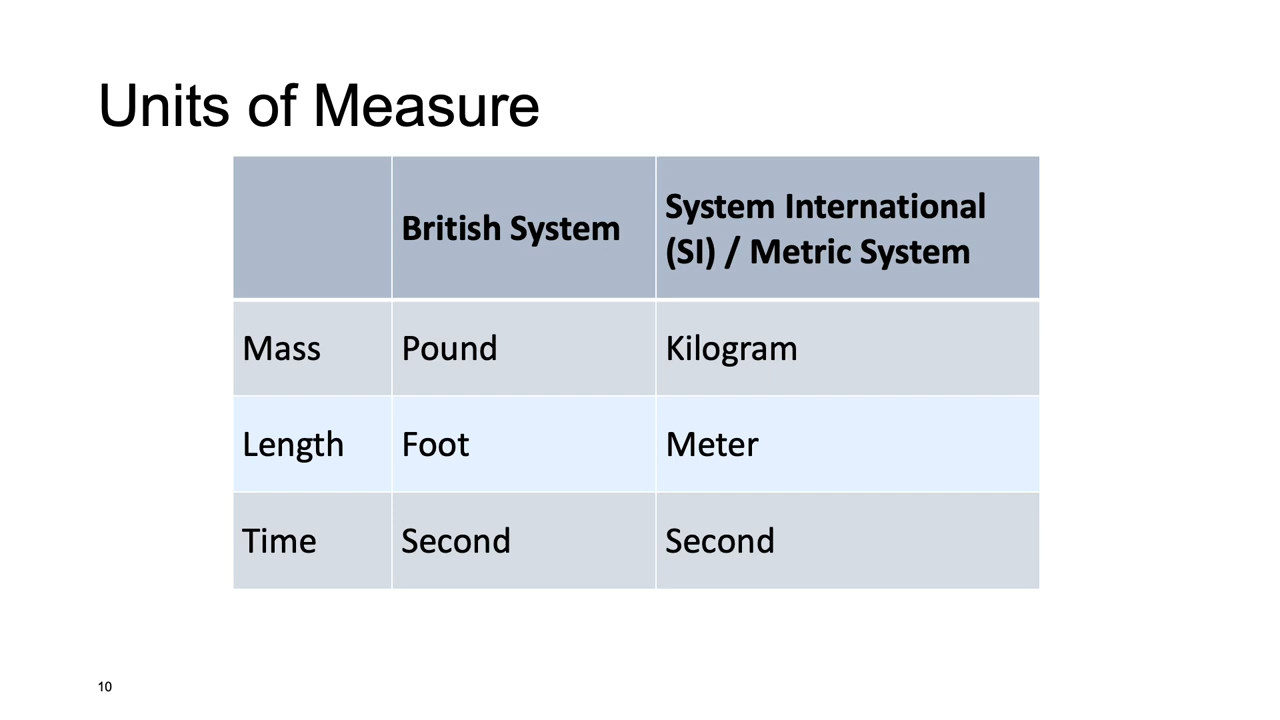 Units of Measure
British System
System International
(SI) / Metric System
Mass
Pound
Kilogram
Length
Foot
Meter
Time
Second
Second
10